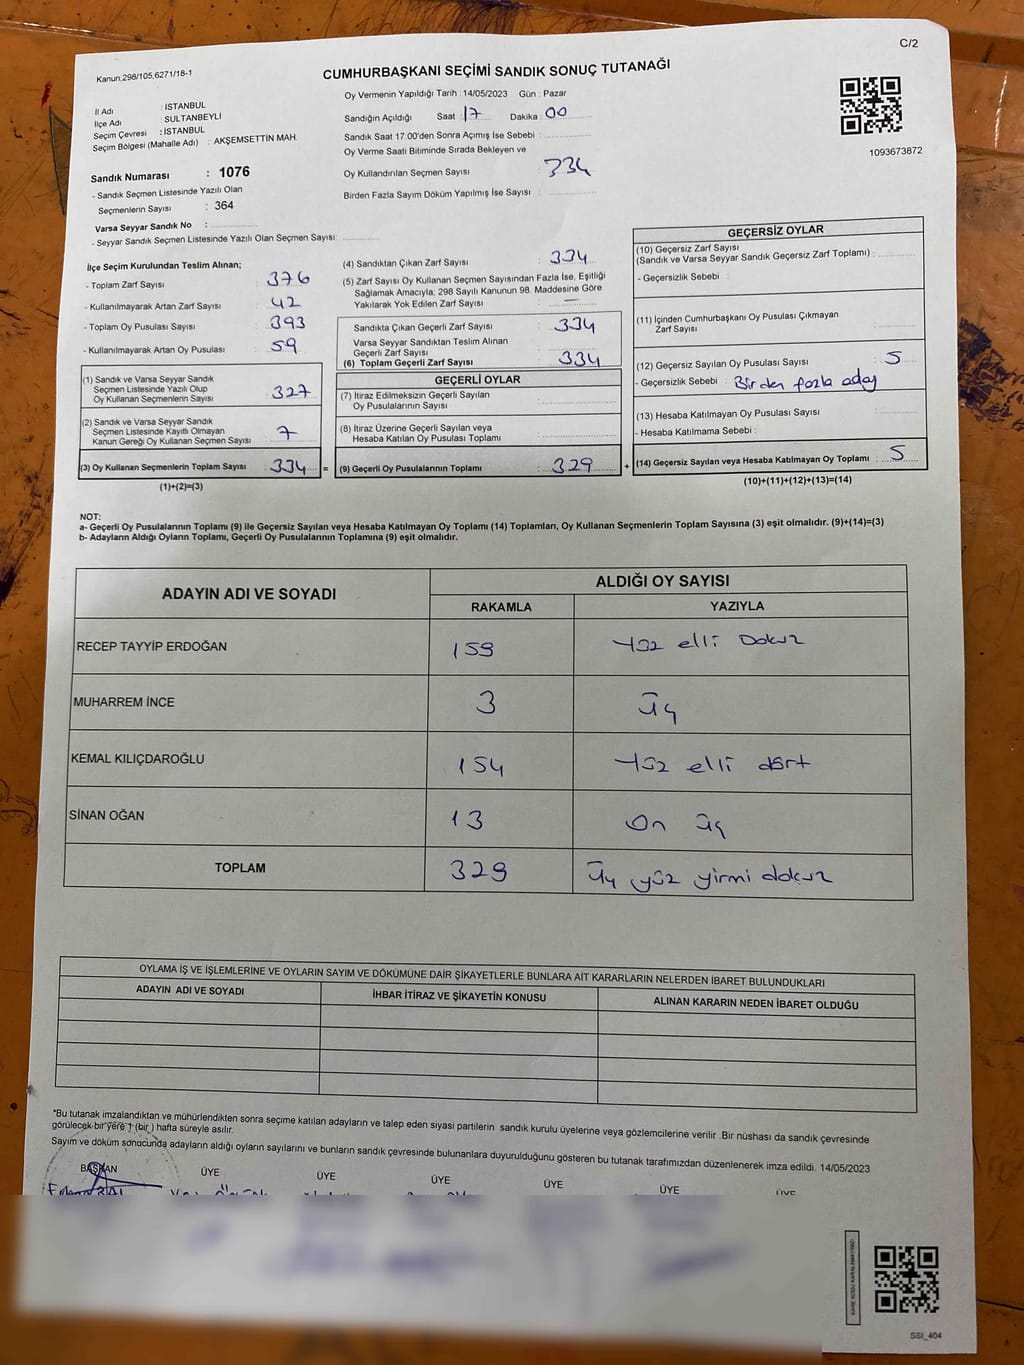 C/2
Kanun,298/105,6271/18-1
CUMHURBAŞKANI SEÇİMİ SANDIK SONUÇ TUTANAĞI
İl Adı : İSTANBUL
İlçe Adı : SULTANBEYLİ
Seçim Çevresi : İSTANBUL
Seçim Bölgesi (Mahalle Adı) : AKŞEMSETTİN MAH.
Sandık Numarası : 1076
- Sandık Seçmen Listesinde Yazılı Olan
Seçmenlerin Sayısı : 364
Varsa Seyyar Sandık No :
- Seyyar Sandık Seçmen Listesinde Yazılı Olan Seçmen Sayısı:
Oy Vermenin Yapıldığı Tarih : 14/05/2023 Gün : Pazar
Sandığın Açıldığı Saat : 17 Dakika : 00
Sandık Saat 17:00'den Sonra Açımış İse Sebebi :
Oy Verme Saati Bitiminde Sırada Bekleyen ve
Oy Kullandırılan Seçmen Sayısı : 334
Birden Fazla Sayım Döküm Yapılmış İse Sayısı :
1093673872
İlçe Seçim Kurulundan Teslim Alınan;
- Toplam Zarf Sayısı : 376
- Kullanılmayarak Artan Zarf Sayısı : 42
- Toplam Oy Pusulası Sayısı : 393
- Kullanılmayarak Artan Oy Pusulası : 59
(1) Sandık ve Varsa Seyyar Sandık
Seçmen Listesinde Yazılı Olup
Oy Kullanan Seçmenlerin Sayısı : 327
(2) Sandık ve Varsa Seyyar Sandık
Seçmen Listesinde Kayıtlı Olmayan
Kanun Gereği Oy Kullanan Seçmen Sayısı : 7
(3) Oy Kullanan Seçmenlerin Toplam Sayısı : 334 =
(1)+(2)=(3)
(4) Sandıktan Çıkan Zarf Sayısı : 334
(5) Zarf Sayısı Oy Kullanan Seçmen Sayısından Fazla İse, Eşitliği
Sağlamak Amacıyla, 298 Sayılı Kanunun 98. Maddesine Göre
Yakılarak Yok Edilen Zarf Sayısı : —
Sandıkta Çıkan Geçerli Zarf Sayısı : 334
Varsa Seyyar Sandıktan Teslim Alınan
Geçerli Zarf Sayısı :
(6) Toplam Geçerli Zarf Sayısı : 334
GEÇERLİ OYLAR
(7) İtiraz Edilmeksizin Geçerli Sayılan
Oy Pusulalarının Sayısı :
(8) İtiraz Üzerine Geçerli Sayılan veya
Hesaba Katılan Oy Pusulası Toplamı :
(9) Geçerli Oy Pusulalarının Toplamı : 329 +
GEÇERSİZ OYLAR
(10) Geçersiz Zarf Sayısı
(Sandık ve Varsa Seyyar Sandık Geçersiz Zarf Toplamı) :
- Geçersizlik Sebebi :
(11) İçinden Cumhurbaşkanı Oy Pusulası Çıkmayan
Zarf Sayısı :
(12) Geçersiz Sayılan Oy Pusulası Sayısı : 5
- Geçersizlik Sebebi : Birden fazla aday
(13) Hesaba Katılmayan Oy Pusulası Sayısı :
- Hesaba Katılmama Sebebi :
(14) Geçersiz Sayılan veya Hesaba Katılmayan Oy Toplamı : 5
(10)+(11)+(12)+(13)=(14)
NOT:
a- Geçerli Oy Pusulalarının Toplamı (9) ile Geçersiz Sayılan veya Hesaba Katılmayan Oy Toplamı (14) Toplamları, Oy Kullanan Seçmenlerin Toplam Sayısına (3) eşit olmalıdır. (9)+(14)=(3)
b- Adayların Aldığı Oyların Toplamı, Geçerli Oy Pusulalarının Toplamına (9) eşit olmalıdır.
ADAYIN ADI VE SOYADI
ALDIĞI OY SAYISI
RAKAMLA YAZIYLA
RECEP TAYYİP ERDOĞAN 159 Yüz elli Dokuz
MUHARREM İNCE 3 Üç
KEMAL KILIÇDAROĞLU 154 Yüz elli dört
SİNAN OĞAN 13 On üç
TOPLAM 329 Üç yüz yirmi dokuz
OYLAMA İŞ VE İŞLEMLERİNE VE OYLARIN SAYIM VE DÖKÜMÜNE DAİR ŞİKAYETLERLE BUNLARA AİT KARARLARIN NELERDEN İBARET BULUNDUKLARI
ADAYIN ADI VE SOYADI İHBAR İTİRAZ VE ŞİKAYETİN KONUSU ALINAN KARARIN NEDEN İBARET OLDUĞU
*Bu tutanak imzalandıktan ve mühürlendikten sonra seçime katılan adayların ve talep eden siyasi partilerin sandık kurulu üyelerine veya gözlemcilerine verilir .Bir nüshası da sandık çevresinde
görülecek bir yere 1 (bir ) hafta süreyle asılır.
Sayım ve döküm sonucunda adayların aldığı oyların sayılarını ve bunların sandık çevresinde bulunanlara duyurulduğunu gösteren bu tutanak tarafımızdan düzenlenerek imza edildi. 14/05/2023
BAŞKAN ÜYE ÜYE ÜYE ÜYE ÜYE ÜYE
KARE KODU KARALAMAYINIZ!
SSI_404